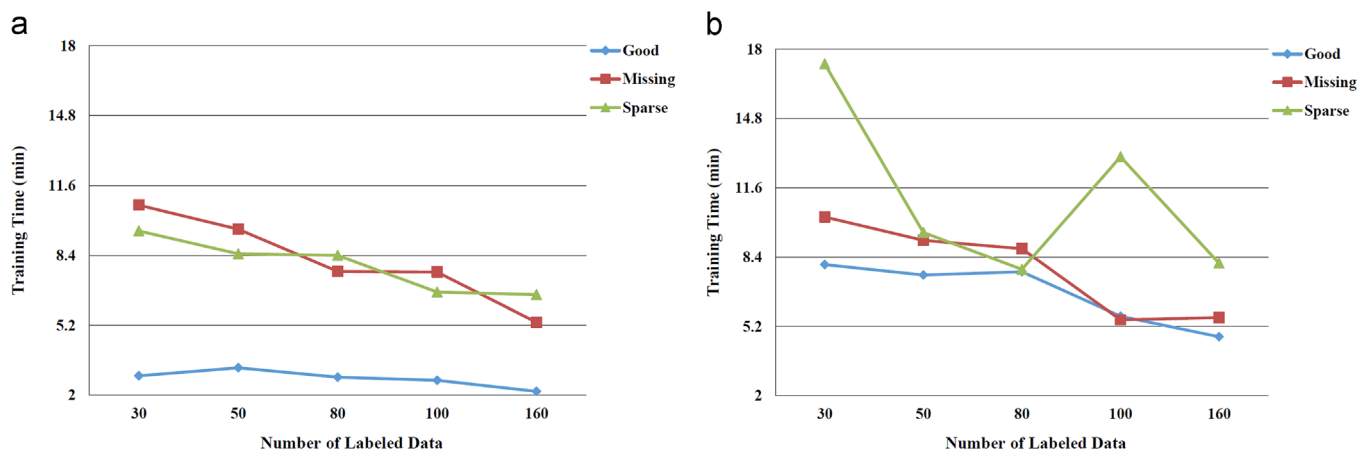 a
18
14.8
11.6
8.4
5.2
2
Training Time (min)
30 50 80 100 160
Number of Labeled Data
Good
Missing
Sparse
b
18
14.8
11.6
8.4
5.2
2
Training Time (min)
30 50 80 100 160
Number of Labeled Data
Good
Missing
Sparse